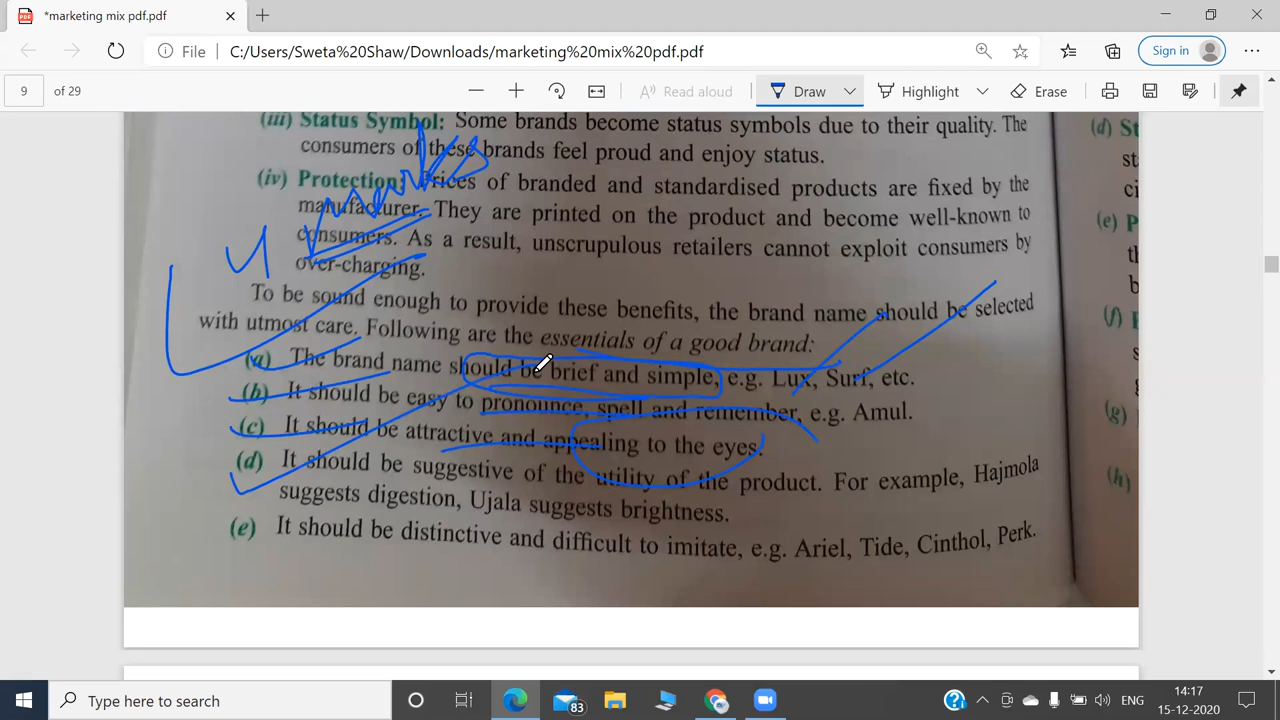 *marketing mix pdf.pdf
File C:/Users/Sweta%20Shaw/Downloads/marketing%20mix%20pdf.pdf Sign in
9 of 29 Read aloud Draw Highlight Erase
(iii) Status Symbol: Some brands become status symbols due to their quality. The
consumers of these brands feel proud and enjoy status.
(iv) Protection: Prices of branded and standardised products are fixed by the
manufacturer. They are printed on the product and become well-known to
consumers. As a result, unscrupulous retailers cannot exploit consumers by
over-charging.
4 marks
To be sound enough to provide these benefits, the brand name should be selected
with utmost care. Following are the essentials of a good brand:
(a) The brand name should be brief and simple, e.g. Lux, Surf, etc.
(b) It should be easy to pronounce, spell and remember, e.g. Amul.
(c) It should be attractive and appealing to the eyes.
(d) It should be suggestive of the utility of the product. For example, Hajmola
suggests digestion, Ujala suggests brightness.
(e) It should be distinctive and difficult to imitate, e.g. Ariel, Tide, Cinthol, Perk.
(d) St
st
ci
(e) P
th
b
(f)
(g)
(h)
Type here to search 83 ENG 14:17
15-12-2020